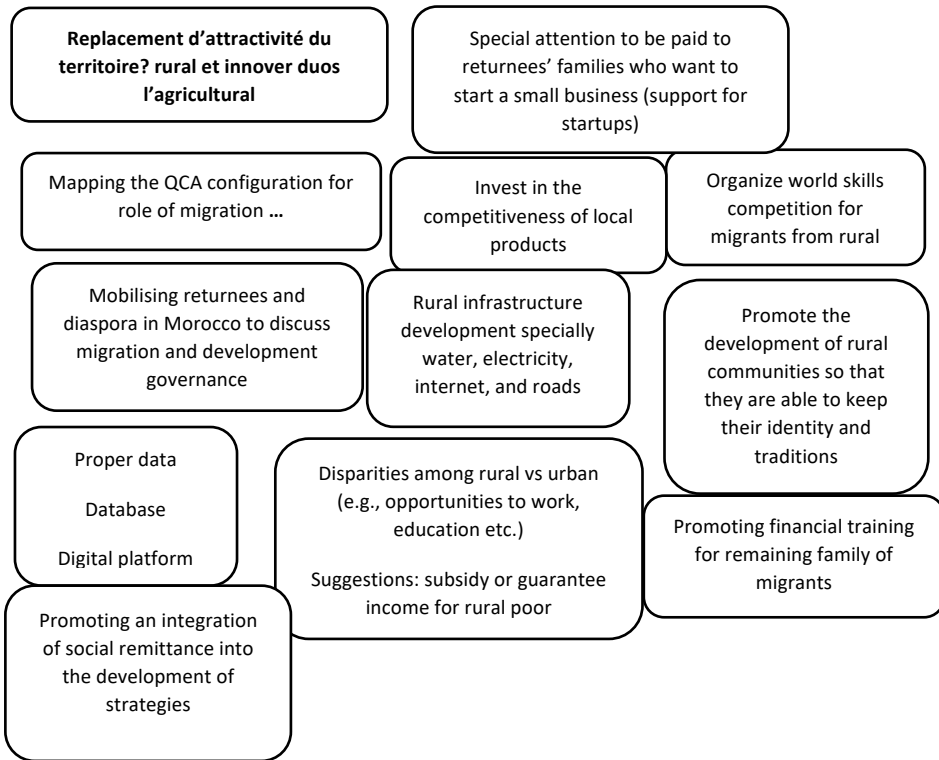 Replacement d’attractivité du
territoire? rural et innover duos
l’agricultural
Special attention to be paid to
returnees’ families who want to
start a small business (support for
startups)
Mapping the QCA configuration for
role of migration ...
Invest in the
competitiveness of local
products
Organize world skills
competition for
migrants from rural
Mobilising returnees and
diaspora in Morocco to discuss
migration and development
governance
Rural infrastructure
development specially
water, electricity,
internet, and roads
Promote the
development of rural
communities so that
they are able to keep
their identity and
traditions
Proper data
Database
Digital platform
Disparities among rural vs urban
(e.g., opportunities to work,
education etc.)
Suggestions: subsidy or guarantee
income for rural poor
Promoting financial training
for remaining family of
migrants
Promoting an integration
of social remittance into
the development of
strategies